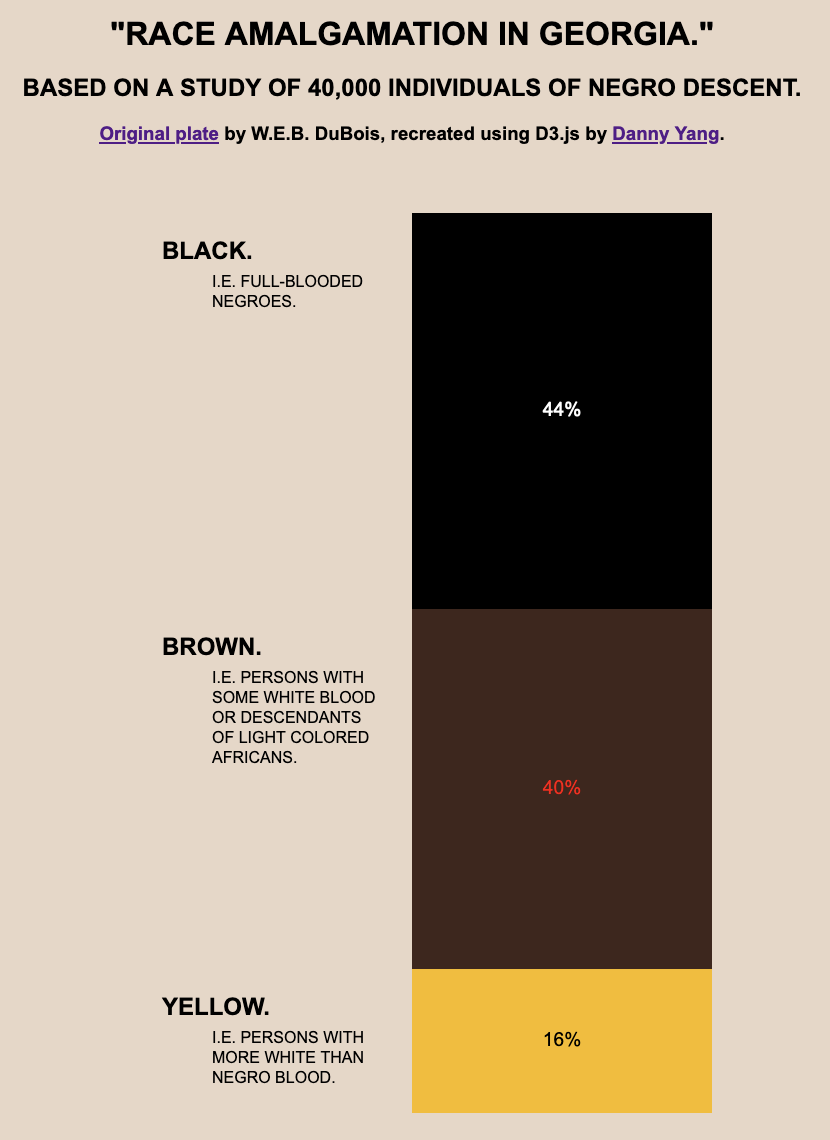 "RACE AMALGAMATION IN GEORGIA."
BASED ON A STUDY OF 40,000 INDIVIDUALS OF NEGRO DESCENT.
Original plate by W.E.B. DuBois, recreated using D3.js by Danny Yang.
BLACK.
I.E. FULL-BLOODED
NEGROES.
44%
BROWN.
I.E. PERSONS WITH
SOME WHITE BLOOD
OR DESCENDANTS
OF LIGHT COLORED
AFRICANS.
40%
YELLOW.
I.E. PERSONS WITH
MORE WHITE THAN
NEGRO BLOOD.
16%